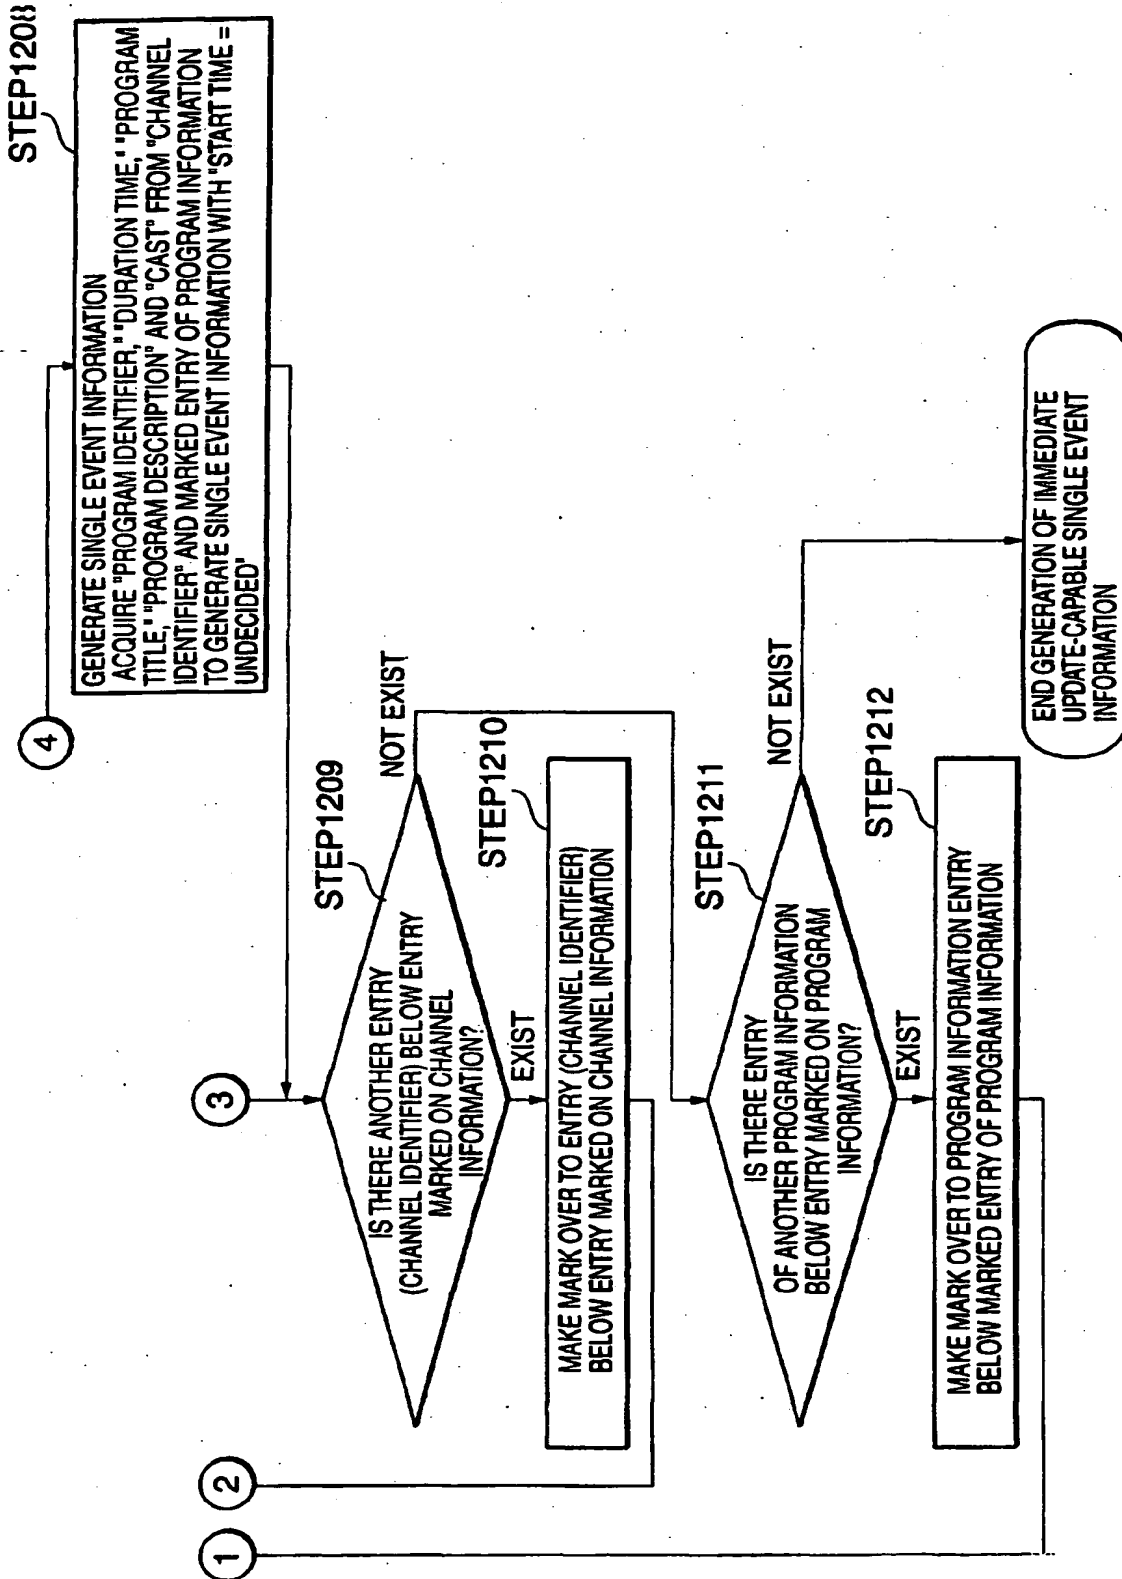 STEP1208
GENERATE SINGLE EVENT INFORMATION
ACQUIRE "PROGRAM IDENTIFIER," "DURATION TIME," "PROGRAM
TITLE," "PROGRAM DESCRIPTION" AND "CAST" FROM "CHANNEL
IDENTIFIER" AND MARKED ENTRY OF PROGRAM INFORMATION
TO GENERATE SINGLE EVENT INFORMATION WITH "START TIME =
UNDECIDED'
4
3
2
1
STEP1209
IS THERE ANOTHER ENTRY
(CHANNEL IDENTIFIER) BELOW ENTRY
MARKED ON CHANNEL
INFORMATION?
NOT EXIST
EXIST
STEP1210
MAKE MARK OVER TO ENTRY (CHANNEL IDENTIFIER)
BELOW ENTRY MARKED ON CHANNEL INFORMATION
STEP1211
IS THERE ENTRY
OF ANOTHER PROGRAM INFORMATION
BELOW ENTRY MARKED ON PROGRAM
INFORMATION?
NOT EXIST
EXIST
STEP1212
MAKE MARK OVER TO PROGRAM INFORMATION ENTRY
BELOW MARKED ENTRY OF PROGRAM INFORMATION
END GENERATION OF IMMEDIATE
UPDATE-CAPABLE SINGLE EVENT
INFORMATION